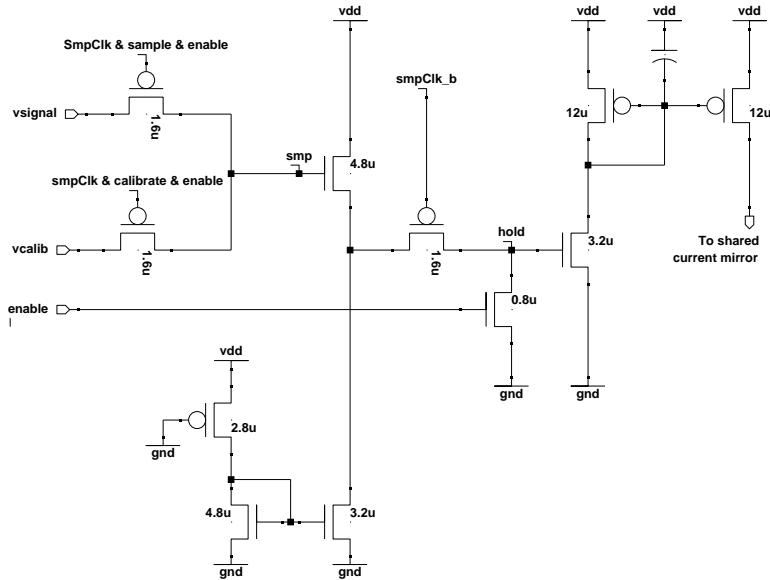 vdd
vdd
vdd
vdd
SmpClk & sample & enable
smpClk_b
vsignal
1.6u
12u
12u
smp
4.8u
smpClk & calibrate & enable
hold
3.2u
To shared
current mirror
vcalib
1.6u
1.6u
enable
0.8u
vdd
gnd
gnd
2.8u
gnd
4.8u
3.2u
gnd
gnd